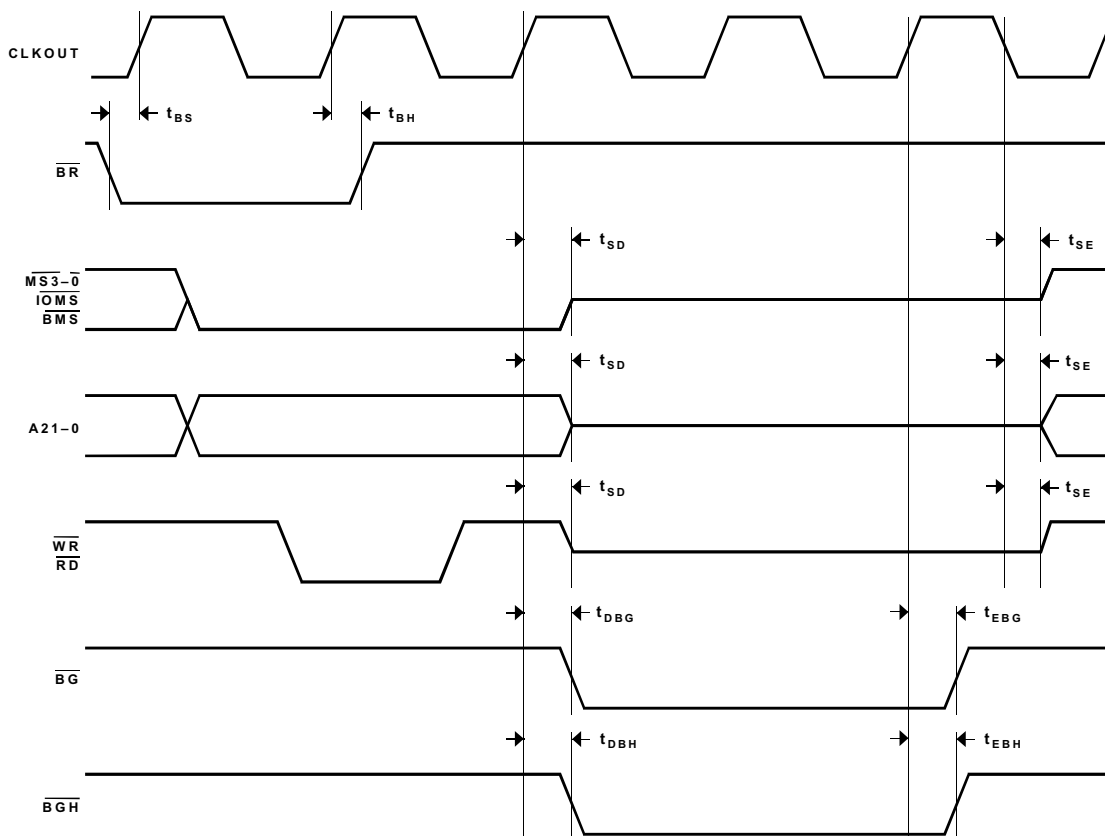 CLKOUT
tBS
tBH
BR
tSD
tSE
MS3–0
IOMS
BMS
tSD
tSE
A21–0
tSD
tSE
WR
RD
tDBG
tEBG
BG
tDBH
tEBH
BGH